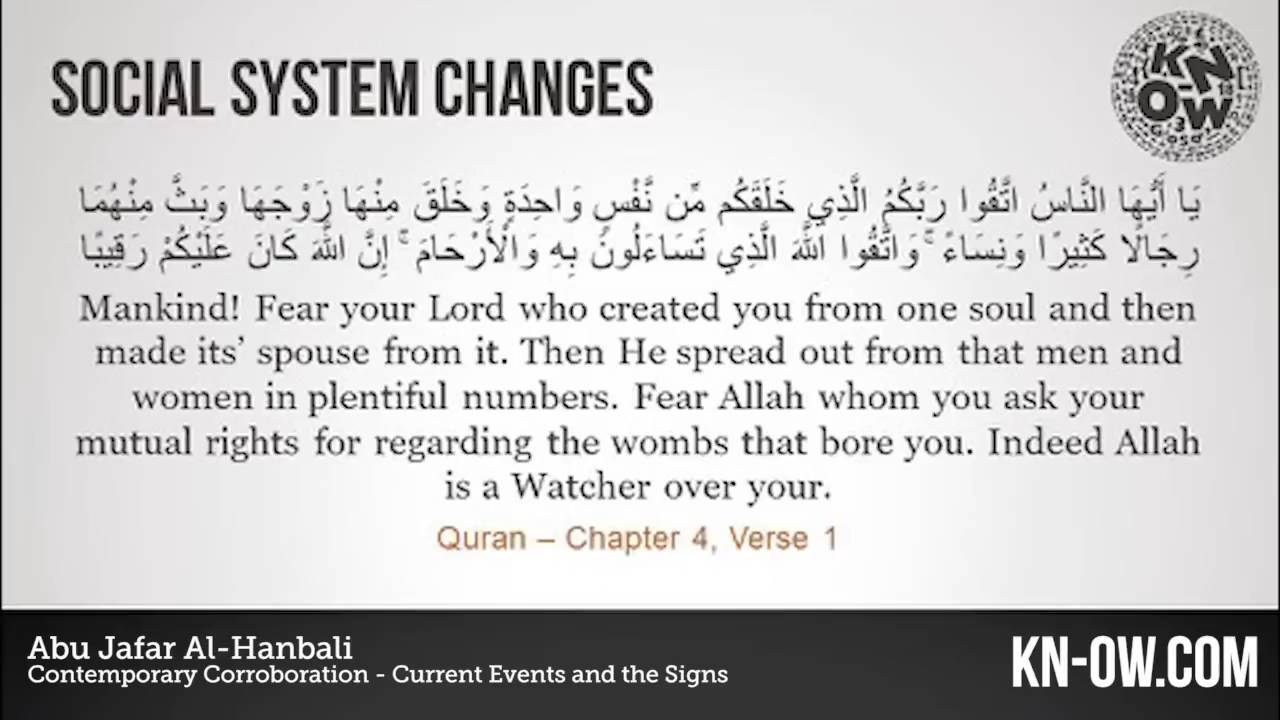 SOCIAL SYSTEM CHANGES
KN
-OW
يَا أَيُّهَا النَّاسُ اتَّقُوا رَبَّكُمُ الَّذِي خَلَقَكُم مِّن نَّفْسٍ وَاحِدَةٍ وَخَلَقَ مِنْهَا زَوْجَهَا وَبَثَّ مِنْهُمَا
رِجَالًا كَثِيرًا وَنِسَاءً ۚ وَاتَّقُوا اللَّهَ الَّذِي تَسَاءَلُونَ بِهِ وَالْأَرْحَامَ ۚ إِنَّ اللَّهَ كَانَ عَلَيْكُمْ رَقِيبًا
Mankind! Fear your Lord who created you from one soul and then
made its’ spouse from it. Then He spread out from that men and
women in plentiful numbers. Fear Allah whom you ask your
mutual rights for regarding the wombs that bore you. Indeed Allah
is a Watcher over your.
Quran – Chapter 4, Verse 1
Abu Jafar Al-Hanbali
Contemporary Corroboration - Current Events and the Signs
KN-OW.COM